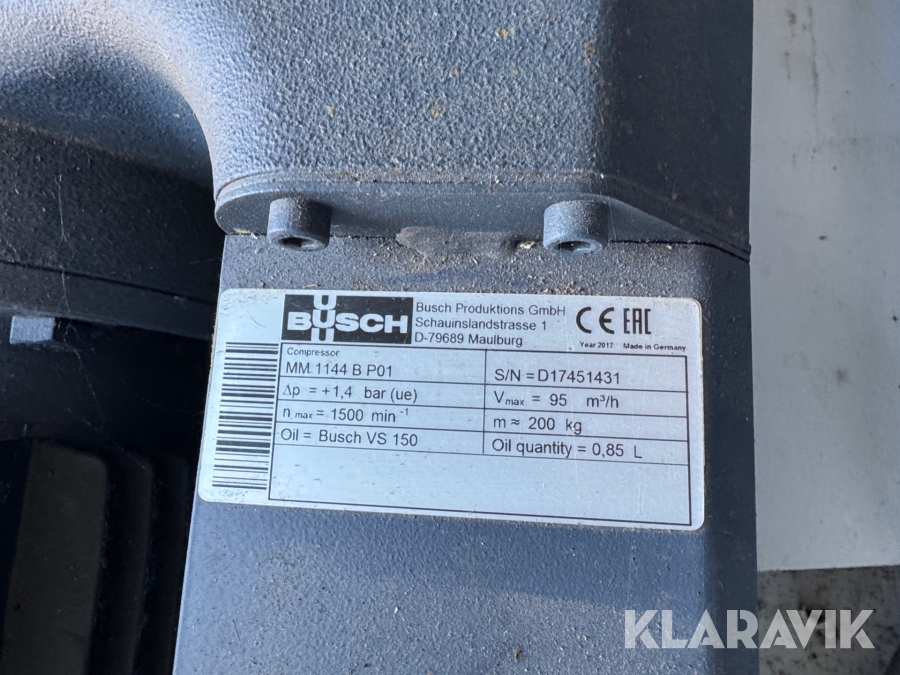 BUSCH
Busch Produktions GmbH
Schauinslandstrasse 1
D-79689 Maulburg
CE EAC
Year 2017 Made in Germany
Compressor
MM 1144 B P01
S/N = D17451431
Δp = +1,4 bar (ue)
Vmax = 95 m³/h
n max = 1500 min⁻¹
m ≈ 200 kg
Oil = Busch VS 150
Oil quantity = 0,85 L
KLARAVIK